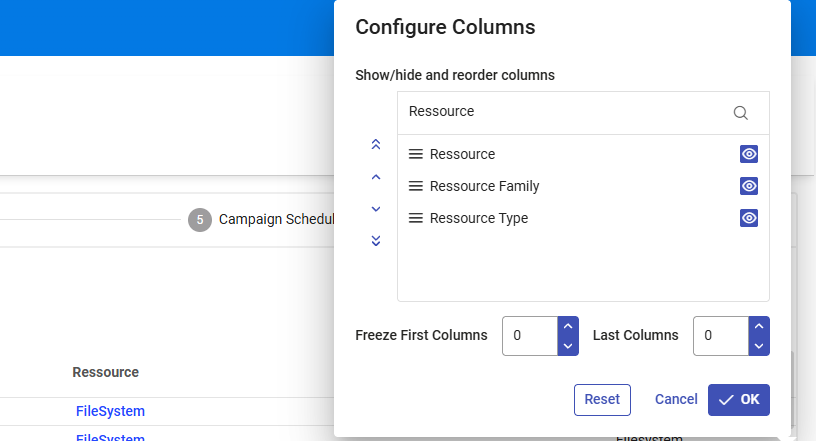 Configure Columns
Show/hide and reorder columns
Ressource
Ressource
Ressource Family
Ressource Type
5 Campaign Schedul
Freeze First Columns 0 Last Columns 0
Ressource
Reset Cancel OK
FileSystem
FileSystem
Filesystem